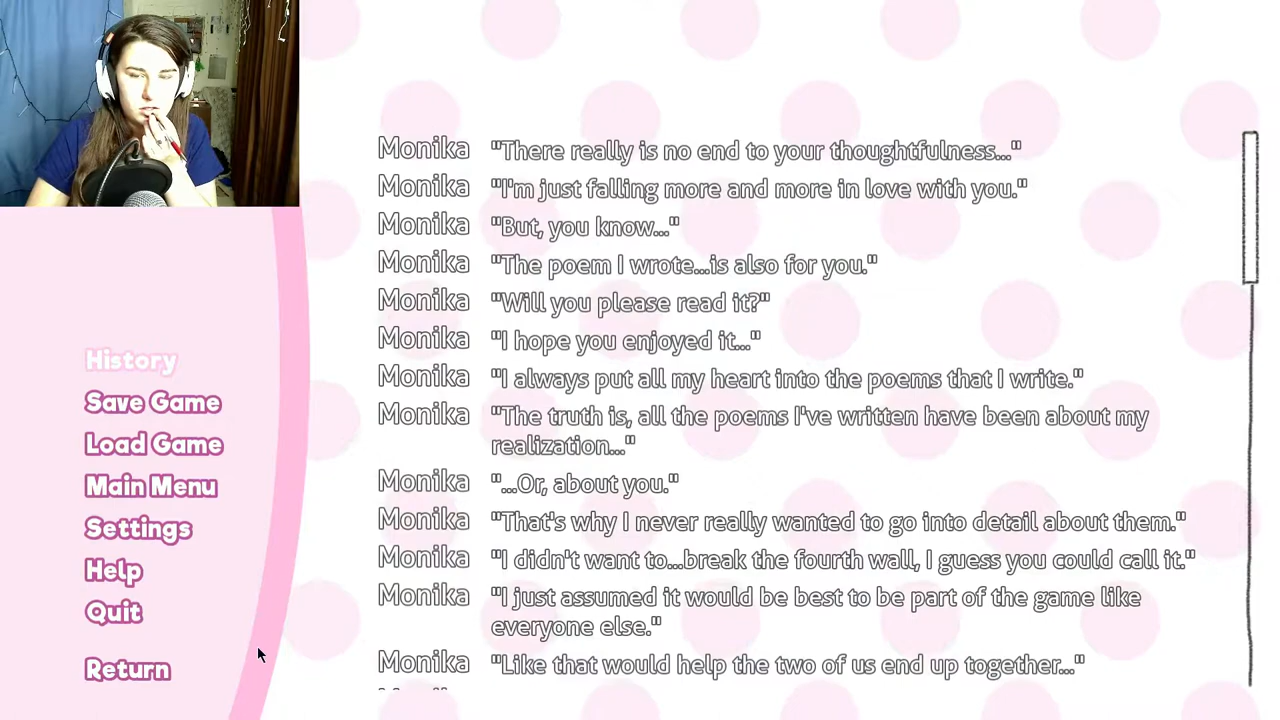 Monika "There really is no end to your thoughtfulness..."
Monika "I'm just falling more and more in love with you."
Monika "But, you know..."
Monika "The poem I wrote...is also for you."
Monika "Will you please read it?"
Monika "I hope you enjoyed it..."
Monika "I always put all my heart into the poems that I write."
Monika "The truth is, all the poems I've written have been about my
realization..."
Monika "...Or, about you."
Monika "That's why I never really wanted to go into detail about them."
Monika "I didn't want to...break the fourth wall, I guess you could call it."
Monika "I just assumed it would be best to be part of the game like
everyone else."
Monika "Like that would help the two of us end up together..."
History
Save Game
Load Game
Main Menu
Settings
Help
Quit
Return